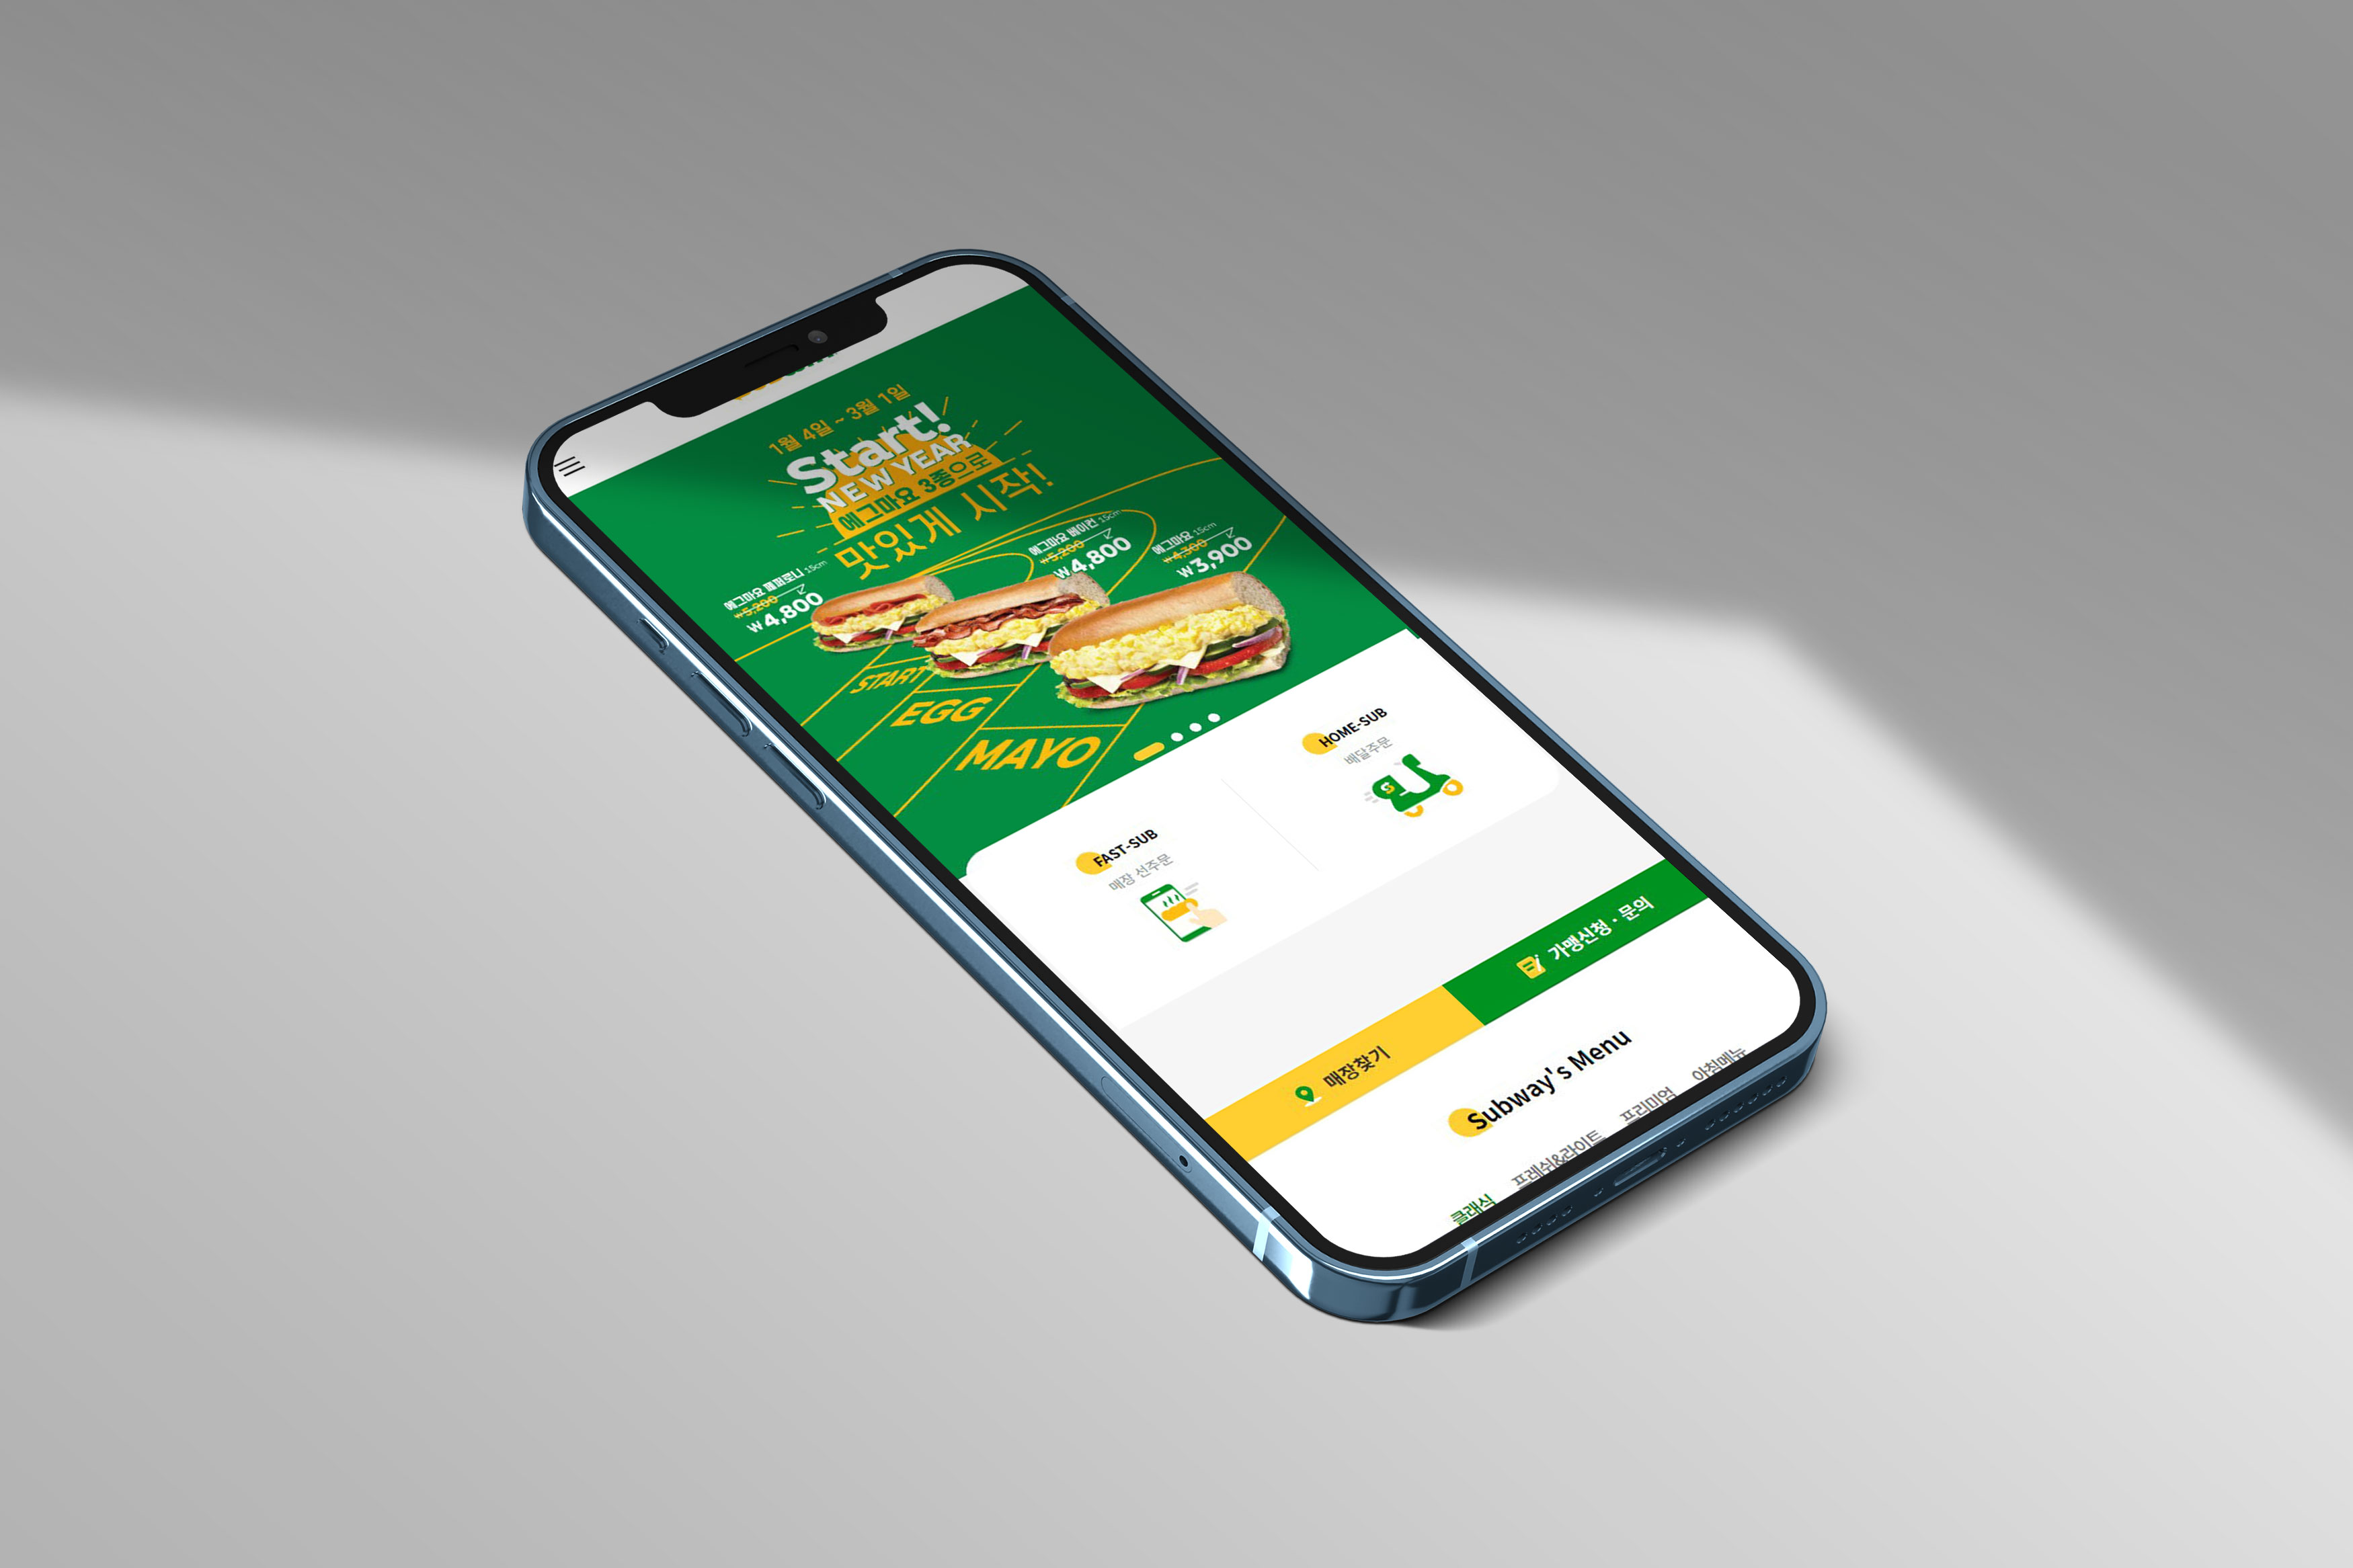 1월 4일 ~ 3월 1일
Start!
NEW YEAR
에그마요 3종으로
맛있게 시작!
에그마요 페퍼로니 15cm
₩5,200
₩4,800
에그마요 베이컨 15cm
₩5,200
₩4,800
에그마요 15cm
₩4,300
₩3,900
START
EGG
MAYO
FAST-SUB
매장 선주문
HOME-SUB
배달주문
매장찾기
가맹신청 · 문의
Subway's Menu
클래식 프레쉬&라이트 프리미엄 아침메뉴